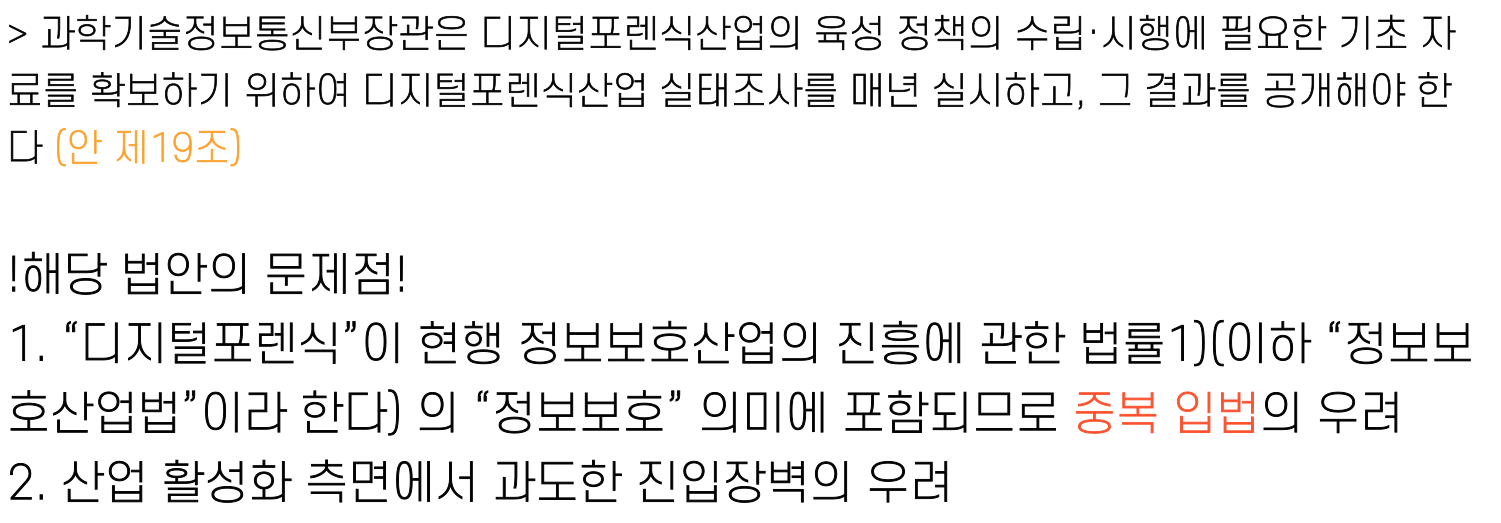 > 과학기술정보통신부장관은 디지털포렌식산업의 육성 정책의 수립·시행에 필요한 기초 자
료를 확보하기 위하여 디지털포렌식산업 실태조사를 매년 실시하고, 그 결과를 공개해야 한
다 (안 제19조)
!해당 법안의 문제점!
1. “디지털포렌식”이 현행 정보보호산업의 진흥에 관한 법률1)(이하 “정보보
호산업법”이라 한다) 의 “정보보호” 의미에 포함되므로 중복 입법의 우려
2. 산업 활성화 측면에서 과도한 진입장벽의 우려